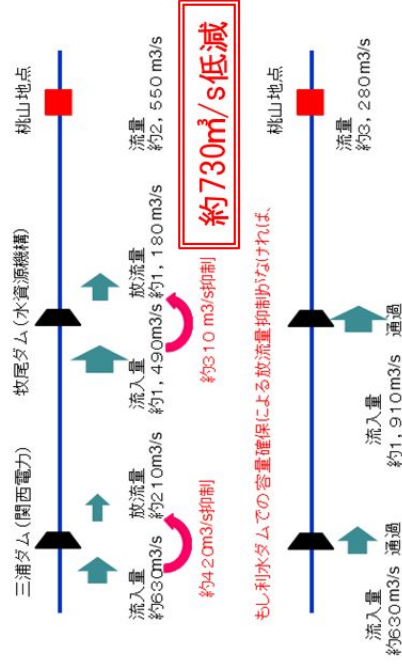 三浦ダム(関西電力)
牧尾ダム(水資源機構)
桃山地点
流入量
約630m3/s
放流量
約210m3/s
流入量
約1,490m3/s
放流量
約1,180m3/s
流量
約2,550m3/s
約420m3/s抑制
約310m3/s抑制
約730㎥/s低減
もし利水ダムでの容量確保による放流量抑制がなければ、
桃山地点
流入量
約630m3/s
通過
流入量
約1,910m3/s
通過
流量
約3,280m3/s